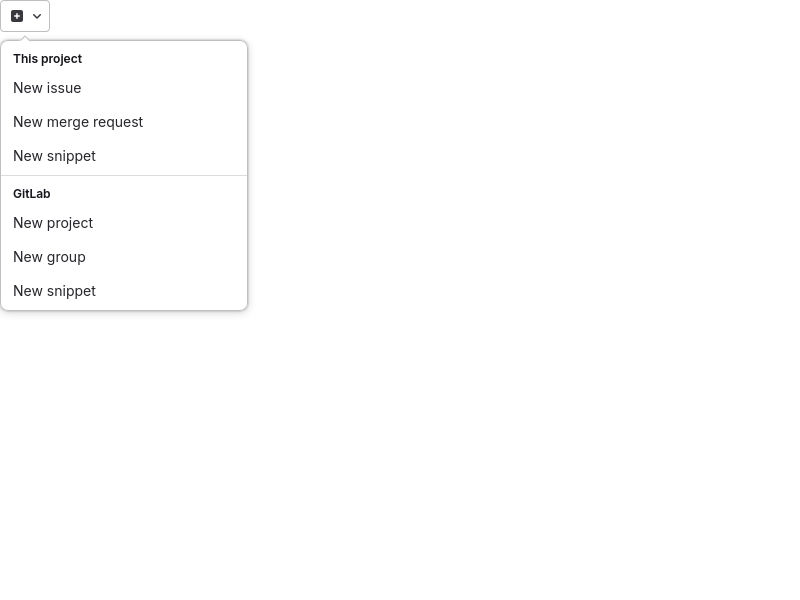 This project
New issue
New merge request
New snippet
GitLab
New project
New group
New snippet